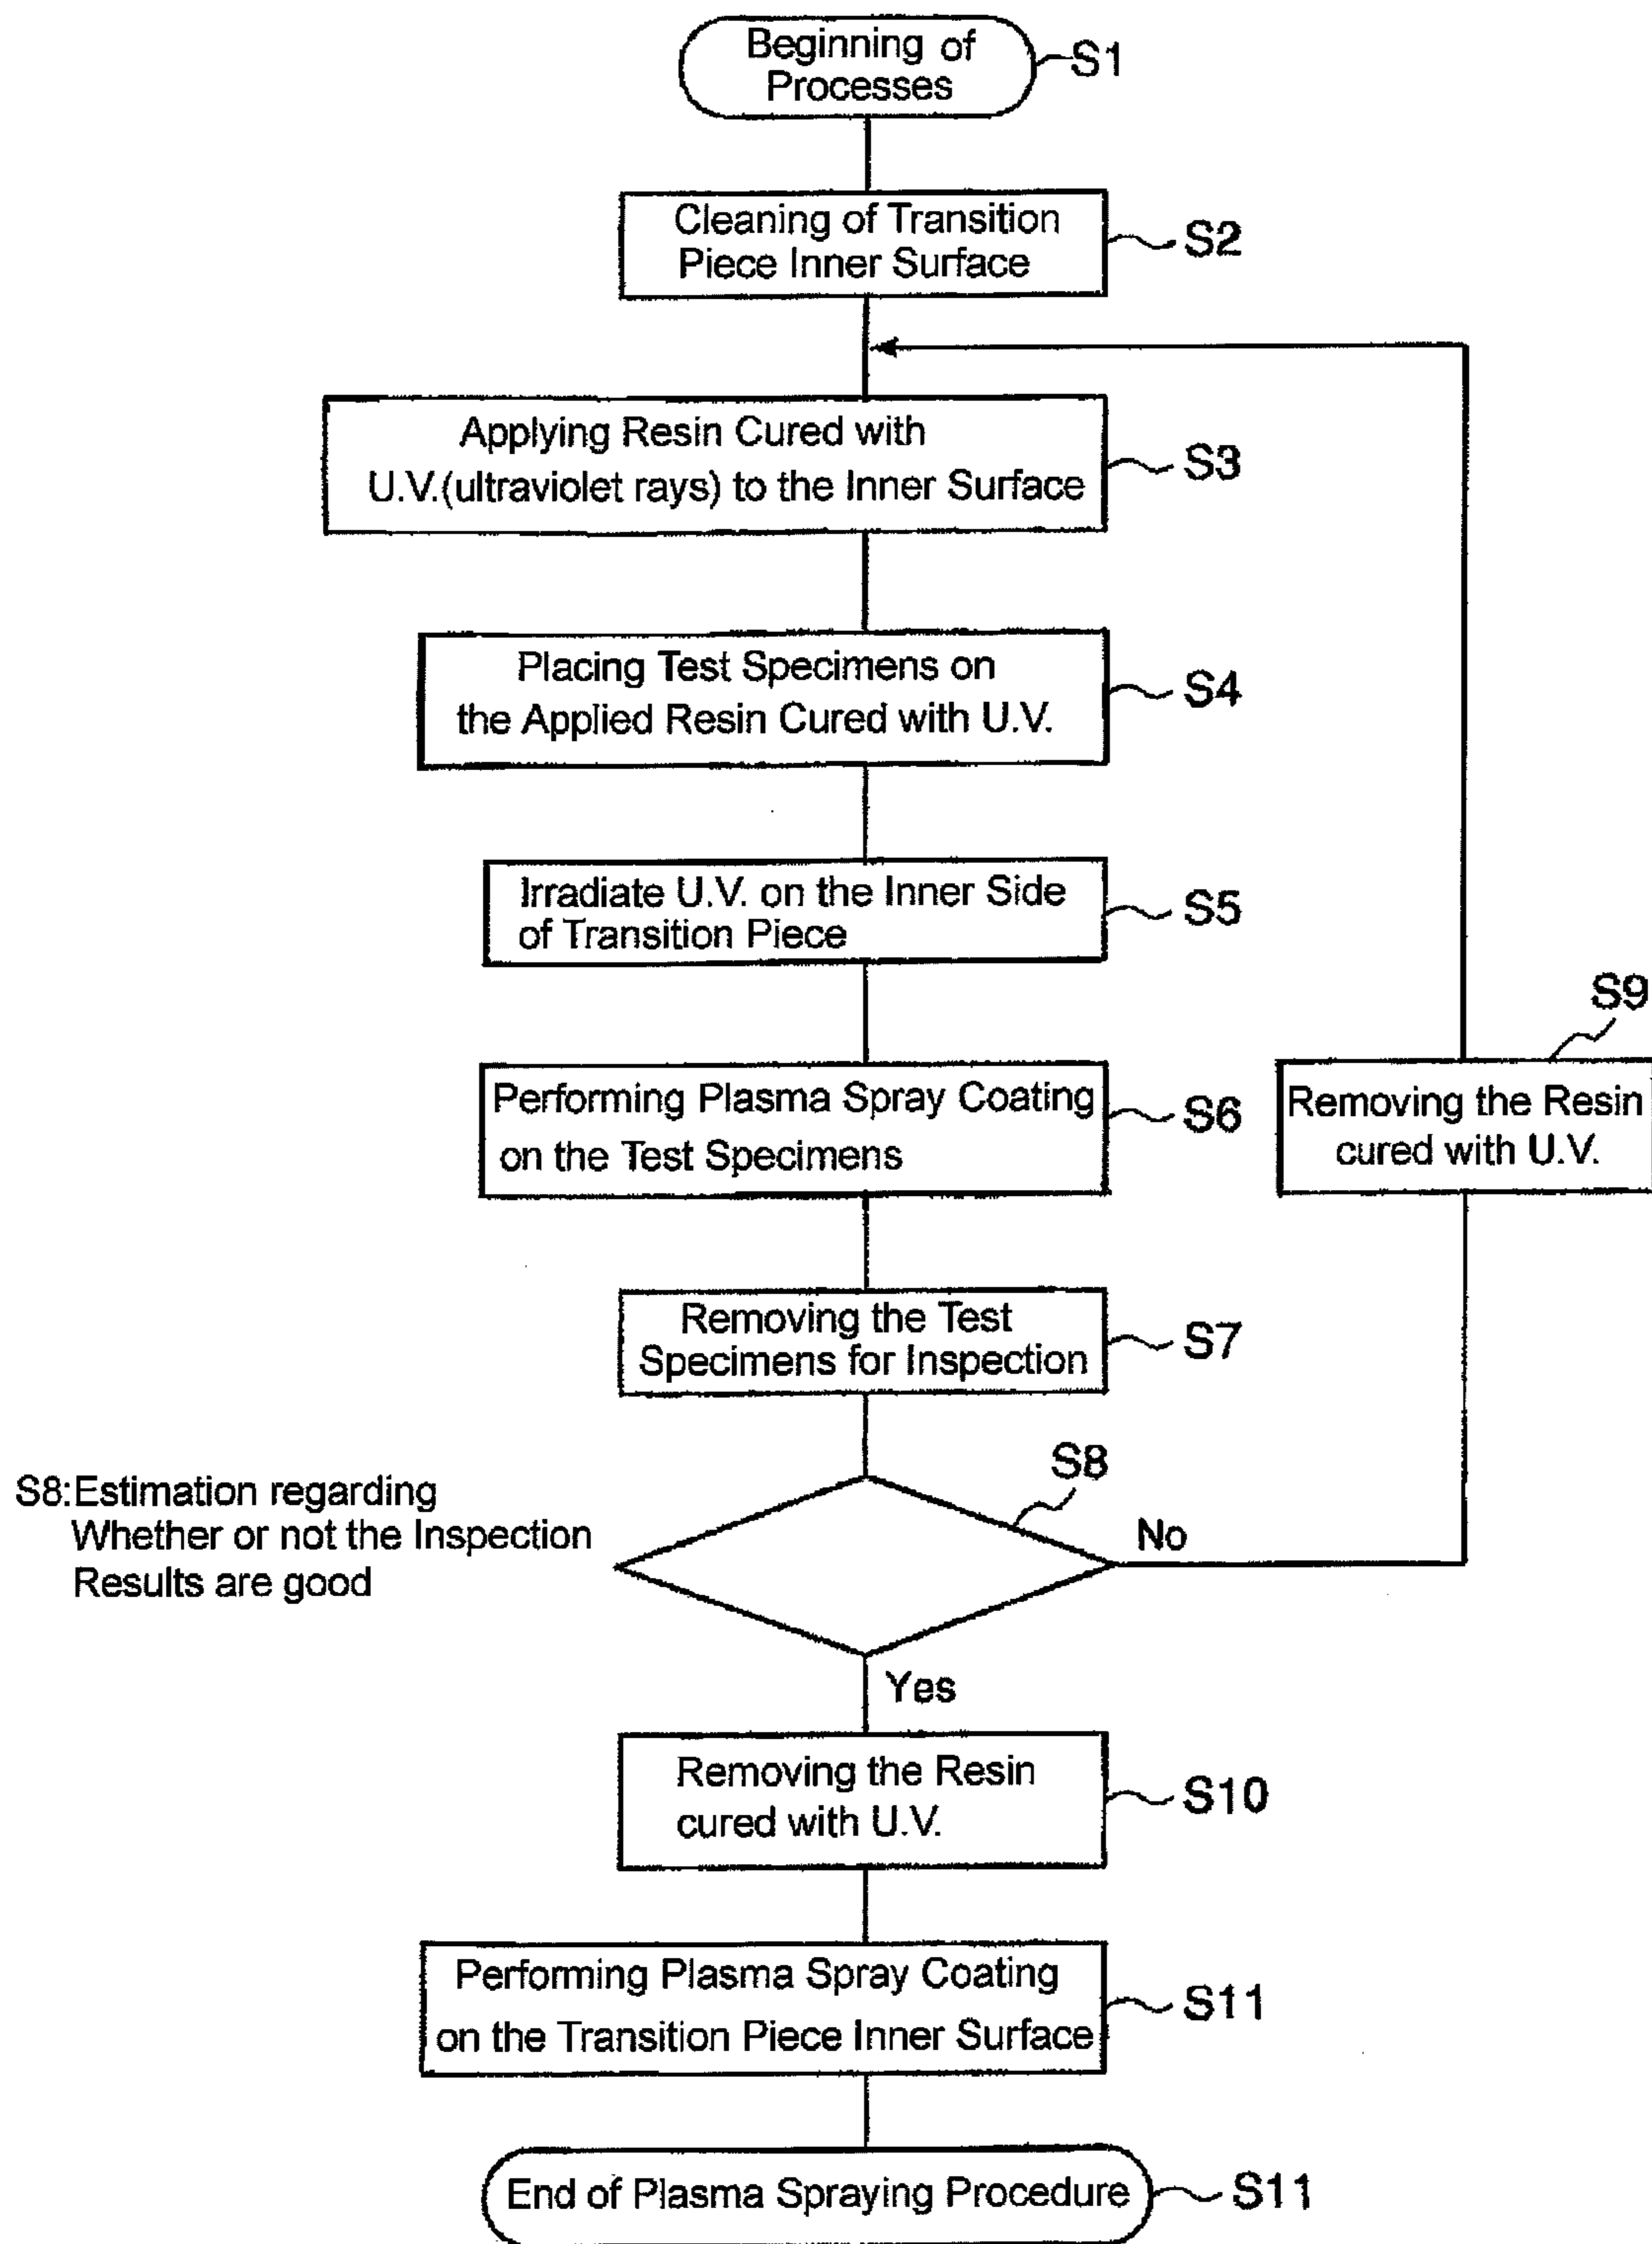 Beginning of
Processes
S1
Cleaning of Transition
Piece Inner Surface
S2
Applying Resin Cured with
U.V.(ultraviolet rays) to the Inner Surface
S3
Placing Test Specimens on
the Applied Resin Cured with U.V.
S4
Irradiate U.V. on the Inner Side
of Transition Piece
S5
Performing Plasma Spray Coating
on the Test Specimens
S6
S9
Removing the Resin
cured with U.V.
Removing the Test
Specimens for Inspection
S7
S8:Estimation regarding
Whether or not the Inspection
Results are good
S8
No
Yes
Removing the Resin
cured with U.V.
S10
Performing Plasma Spray Coating
on the Transition Piece Inner Surface
S11
End of Plasma Spraying Procedure
S11